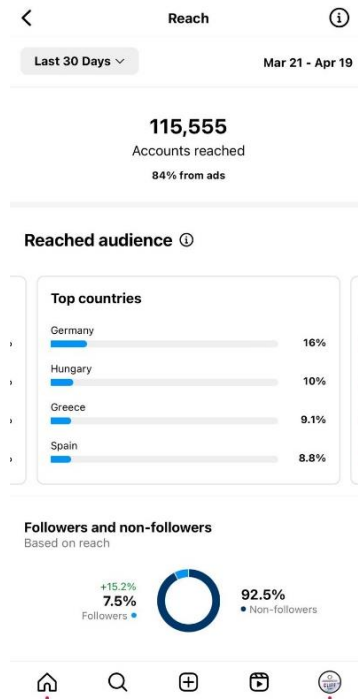 Reach
Last 30 Days
Mar 21 - Apr 19
115,555
Accounts reached
84% from ads
Reached audience
Top countries
Germany
16%
Hungary
10%
Greece
9.1%
Spain
8.8%
Followers and non-followers
Based on reach
+15.2%
7.5%
Followers
92.5%
Non-followers